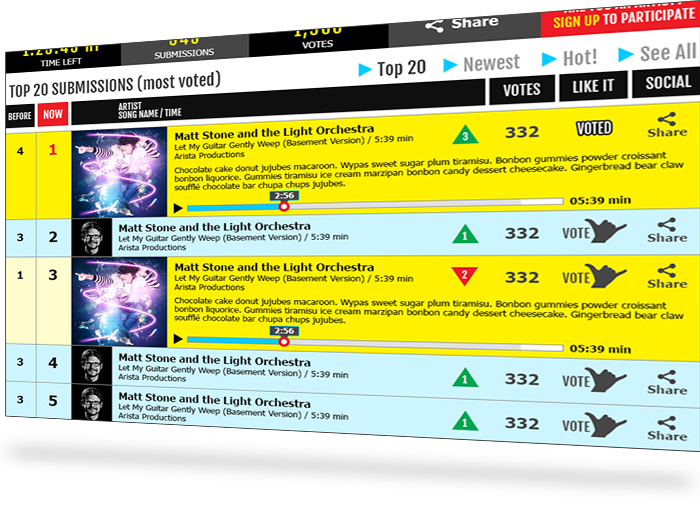 1:23:45 hr
TIME LEFT
345
SUBMISSIONS
1,500
VOTES
Share
ARE YOU AN ARTIST?
SIGN UP TO PARTICIPATE
TOP 20 SUBMISSIONS (most voted)
Top 20
Newest
Hot!
See All
BEFORE
NOW
ARTIST
SONG NAME / TIME
VOTES
LIKE IT
SOCIAL
4
1
Matt Stone and the Light Orchestra
Let My Guitar Gently Weep (Basement Version) / 5:39 min
Arista Productions
Chocolate cake donut jujubes macaroon. Wypas sweet sugar plum tiramisu. Bonbon gummies powder croissant
bonbon liquorice. Gummies tiramisu ice cream marzipan bonbon candy dessert cheesecake. Gingerbread bear claw
soufflé chocolate bar chupa chups jujubes.
2:56
05:39 min
3
332
VOTED
Share
3
2
Matt Stone and the Light Orchestra
Let My Guitar Gently Weep (Basement Version) / 5:39 min
Arista Productions
1
332
VOTE
Share
1
3
Matt Stone and the Light Orchestra
Let My Guitar Gently Weep (Basement Version) / 5:39 min
Arista Productions
Chocolate cake donut jujubes macaroon. Wypas sweet sugar plum tiramisu. Bonbon gummies powder croissant
bonbon liquorice. Gummies tiramisu ice cream marzipan bonbon candy dessert cheesecake. Gingerbread bear claw
soufflé chocolate bar chupa chups jujubes.
2:56
05:39 min
2
332
VOTE
Share
3
4
Matt Stone and the Light Orchestra
Let My Guitar Gently Weep (Basement Version) / 5:39 min
Arista Productions
1
332
VOTE
Share
3
5
Matt Stone and the Light Orchestra
Let My Guitar Gently Weep (Basement Version) / 5:39 min
Arista Productions
1
332
VOTE
Share